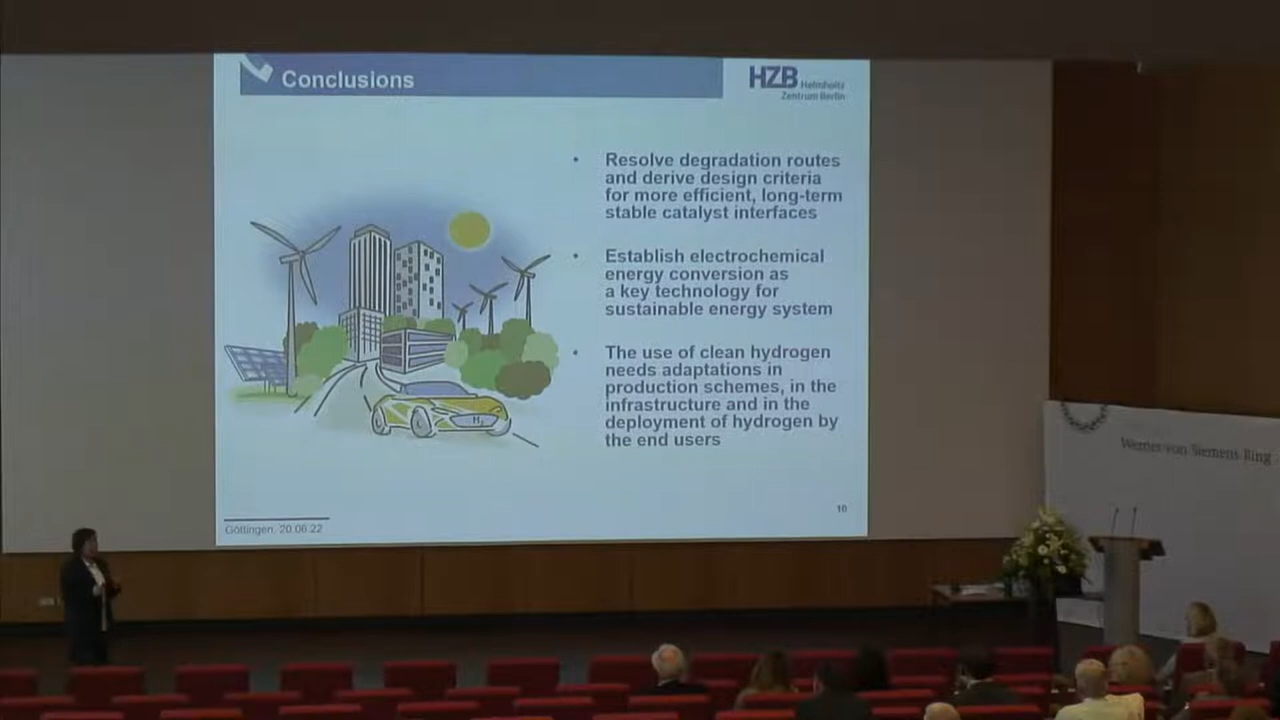 Conclusions
HZB Helmholtz
Zentrum Berlin
• Resolve degradation routes
and derive design criteria
for more efficient, long-term
stable catalyst interfaces
• Establish electrochemical
energy conversion as
a key technology for
sustainable energy system
• The use of clean hydrogen
needs adaptations in
production schemes, in the
infrastructure and in the
deployment of hydrogen by
the end users
H₂
10
Göttingen, 20.06.22
Werner von Siemens Ring